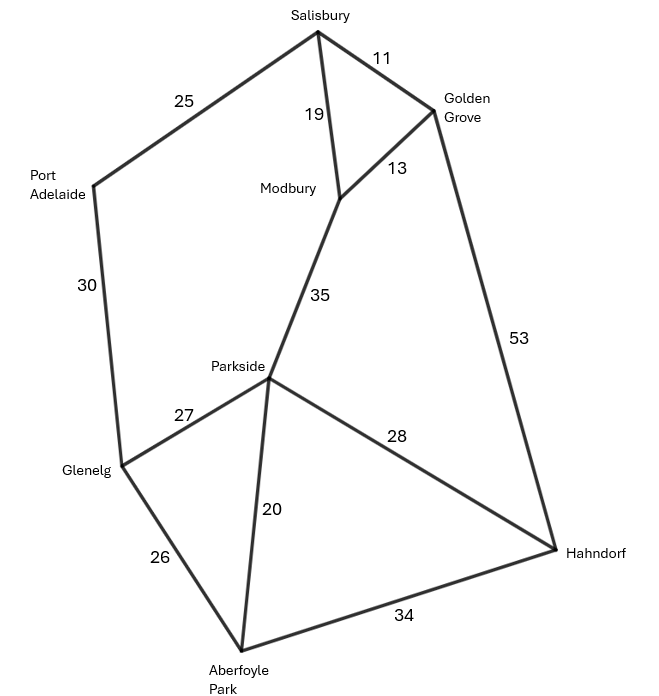 Salisbury
11
Golden
Grove
25
19
13
Port
Adelaide
Modbury
30
35
53
Parkside
27
28
Glenelg
20
26
Hahndorf
34
Aberfoyle
Park